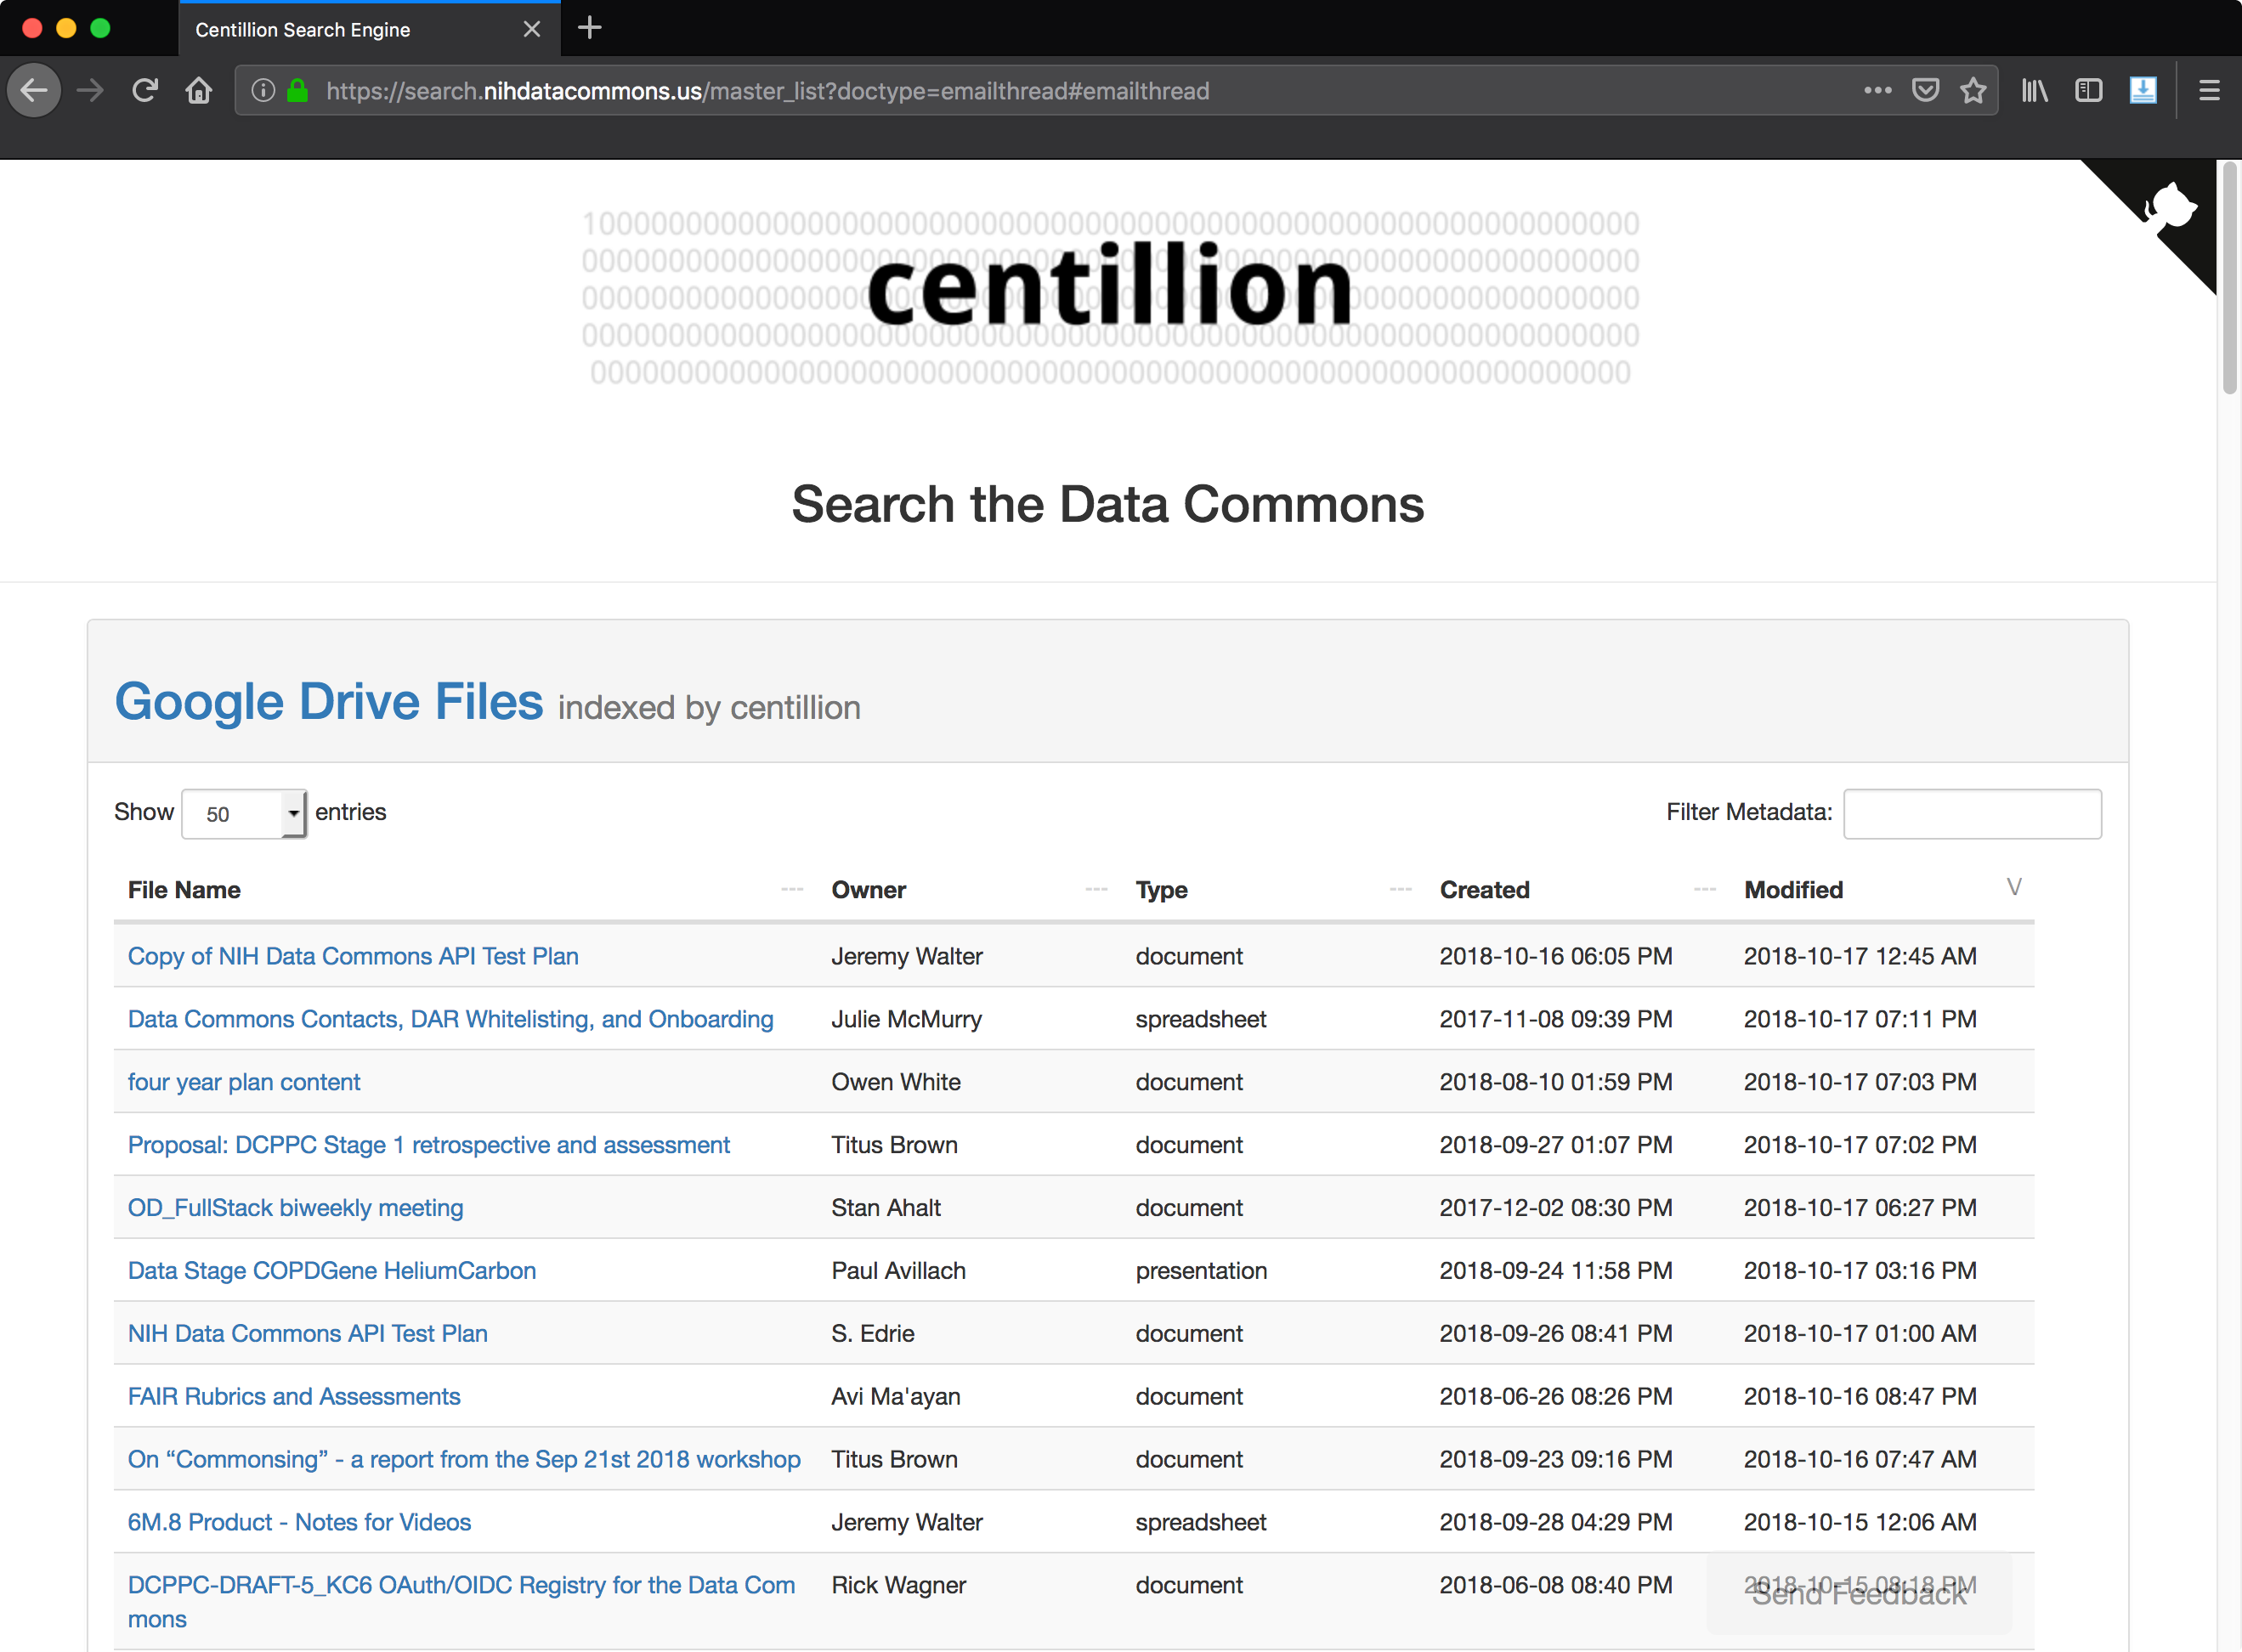 Centillion Search Engine
https://search.nihdatacommons.us/master_list?doctype=emailthread#emailthread
centillion
Search the Data Commons
Google Drive Files indexed by centillion
Show 50 entries Filter Metadata:
File Name --- Owner --- Type --- Created --- Modified V
Copy of NIH Data Commons API Test Plan Jeremy Walter document 2018-10-16 06:05 PM 2018-10-17 12:45 AM
Data Commons Contacts, DAR Whitelisting, and Onboarding Julie McMurry spreadsheet 2017-11-08 09:39 PM 2018-10-17 07:11 PM
four year plan content Owen White document 2018-08-10 01:59 PM 2018-10-17 07:03 PM
Proposal: DCPPC Stage 1 retrospective and assessment Titus Brown document 2018-09-27 01:07 PM 2018-10-17 07:02 PM
OD_FullStack biweekly meeting Stan Ahalt document 2017-12-02 08:30 PM 2018-10-17 06:27 PM
Data Stage COPDGene HeliumCarbon Paul Avillach presentation 2018-09-24 11:58 PM 2018-10-17 03:16 PM
NIH Data Commons API Test Plan S. Edrie document 2018-09-26 08:41 PM 2018-10-17 01:00 AM
FAIR Rubrics and Assessments Avi Ma'ayan document 2018-06-26 08:26 PM 2018-10-16 08:47 PM
On “Commonsing” - a report from the Sep 21st 2018 workshop Titus Brown document 2018-09-23 09:16 PM 2018-10-16 07:47 AM
6M.8 Product - Notes for Videos Jeremy Walter spreadsheet 2018-09-28 04:29 PM 2018-10-15 12:06 AM
DCPPC-DRAFT-5_KC6 OAuth/OIDC Registry for the Data Com Rick Wagner document 2018-06-08 08:40 PM 2018-10-15 08:18 PM
mons
Send Feedback